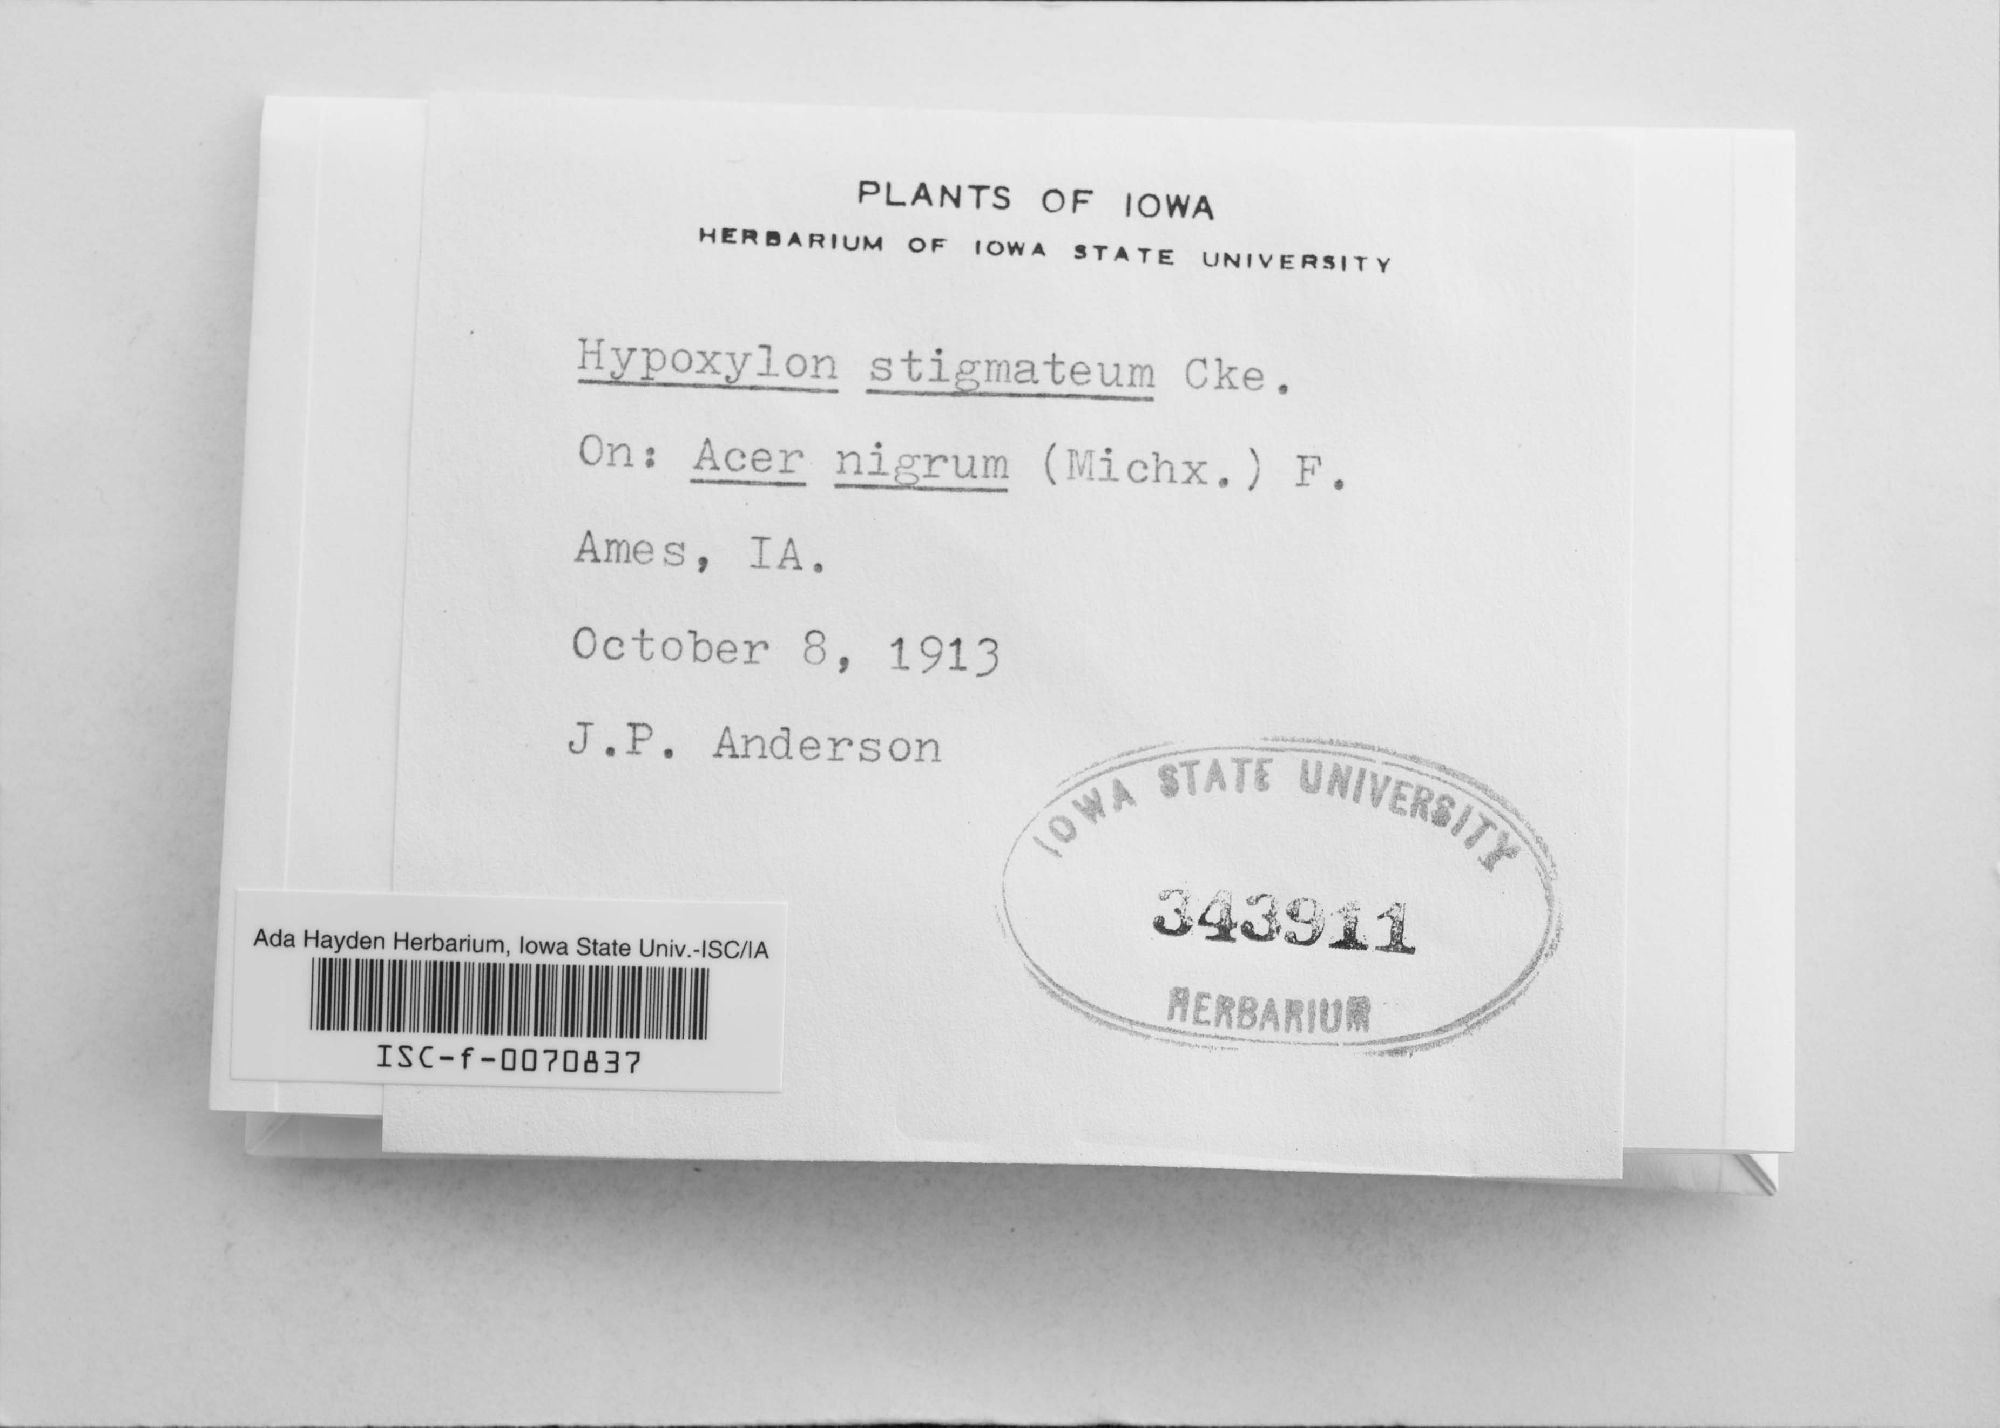 PLANTS OF IOWA
HERBARIUM OF IOWA STATE UNIVERSITY
Hypoxylon stigmateum Cke.
On: Acer nigrum (Michx.) F.
Ames, IA.
October 8, 1913
J.P. Anderson
IOWA STATE UNIVERSITY
343911
HERBARIUM
Ada Hayden Herbarium, Iowa State Univ.-ISC/IA
ISC-f-0070837